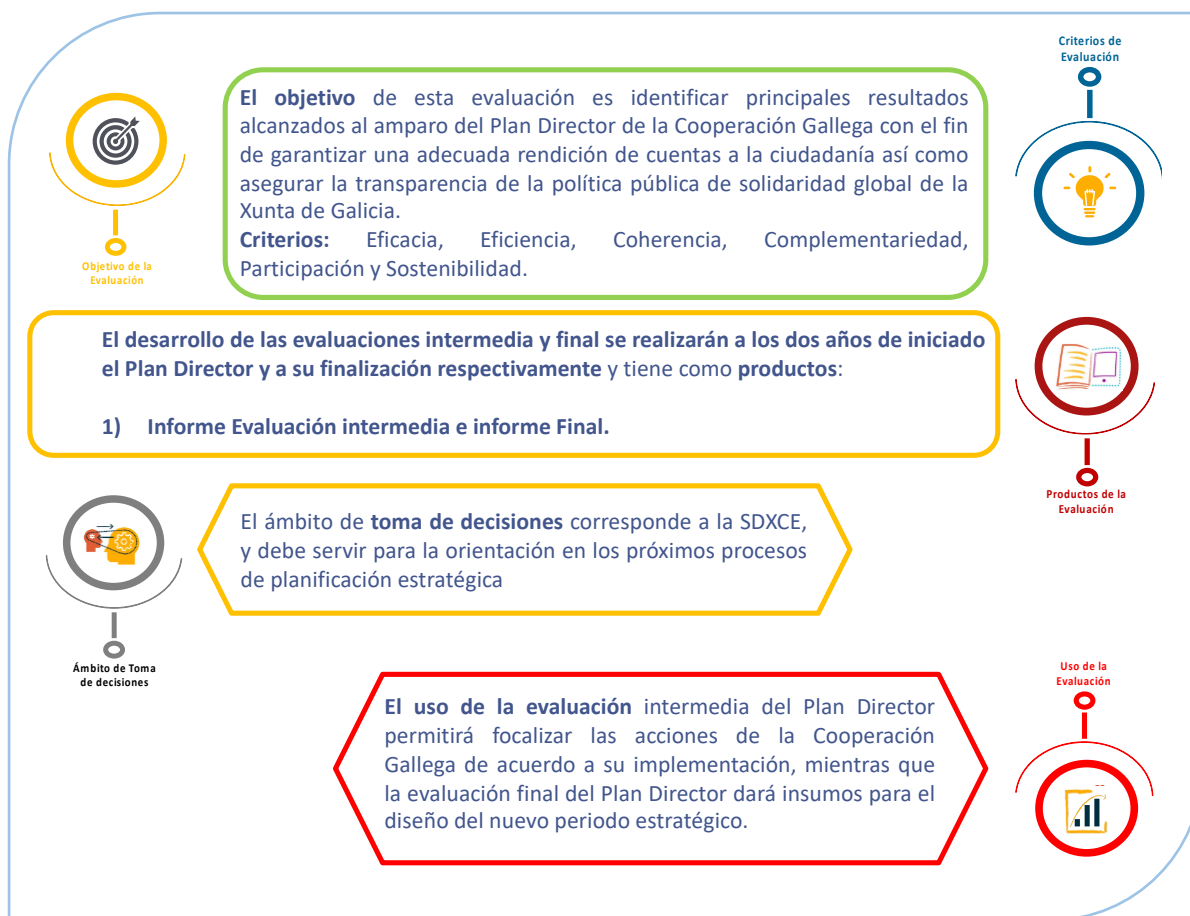 Criterios de
Evaluación
El objetivo de esta evaluación es identificar principales resultados
alcanzados al amparo del Plan Director de la Cooperación Gallega con el fin
de garantizar una adecuada rendición de cuentas a la ciudadanía así como
asegurar la transparencia de la política pública de solidaridad global de la
Xunta de Galicia.
Criterios: Eficacia, Eficiencia, Coherencia, Complementariedad,
Participación y Sostenibilidad.
Objetivo de la
Evaluación
El desarrollo de las evaluaciones intermedia y final se realizarán a los dos años de iniciado
el Plan Director y a su finalización respectivamente y tiene como productos:
1) Informe Evaluación intermedia e informe Final.
Productos de la
Evaluación
El ámbito de toma de decisiones corresponde a la SDXCE,
y debe servir para la orientación en los próximos procesos
de planificación estratégica
Ámbito de Toma
de decisiones
Uso de la
Evaluación
El uso de la evaluación intermedia del Plan Director
permitirá focalizar las acciones de la Cooperación
Gallega de acuerdo a su implementación, mientras que
la evaluación final del Plan Director dará insumos para el
diseño del nuevo periodo estratégico.